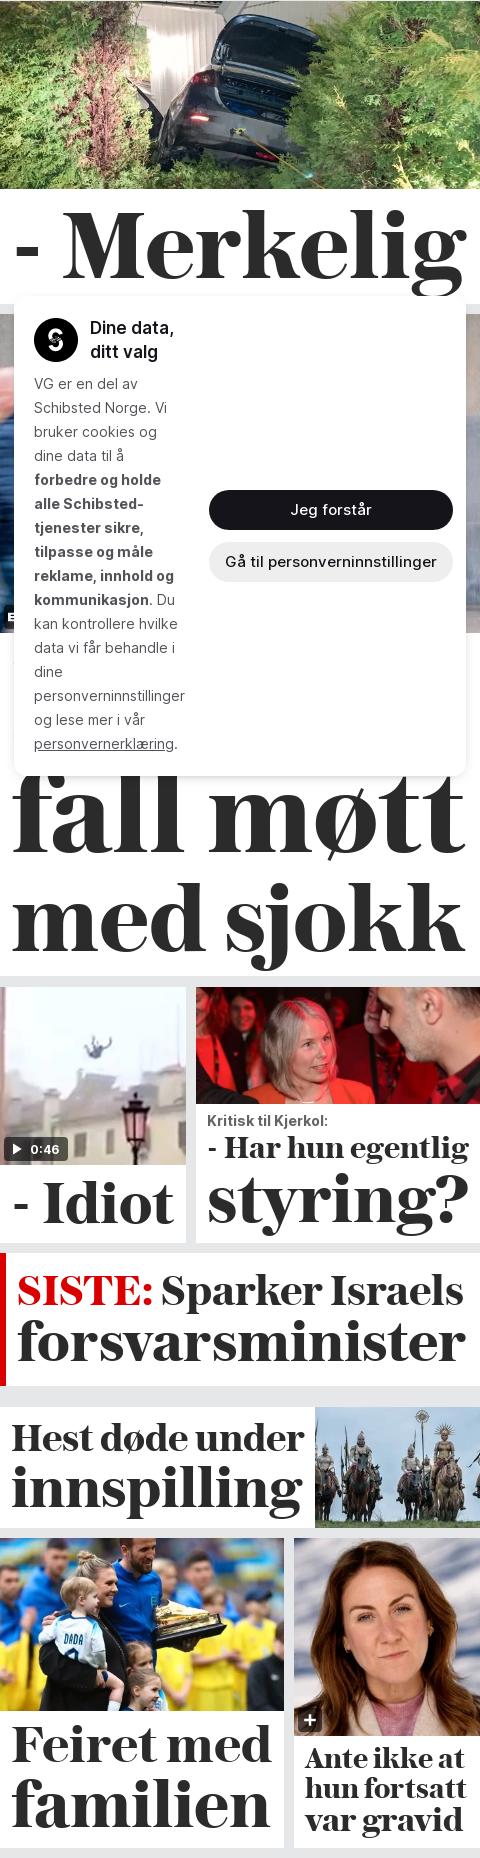 - Merkelig
Dine data,
ditt valg
VG er en del av
Schibsted Norge. Vi
bruker cookies og
dine data til å
forbedre og holde
alle Schibsted-
tjenester sikre,
tilpasse og måle
reklame, innhold og
kommunikasjon. Du
kan kontrollere hvilke
data vi får behandle i
dine
personverninnstillinger
og lese mer i vår
personvernerklæring.
Jeg forstår
Gå til personverninnstillinger
fall møtt
med sjokk
0:46
- Idiot
Kritisk til Kjerkol:
- Har hun egentlig
styring?
SISTE: Sparker Israels
forsvarsminister
Hest døde under
innspilling
DADA
Feiret med
familien
Ante ikke at
hun fortsatt
var gravid